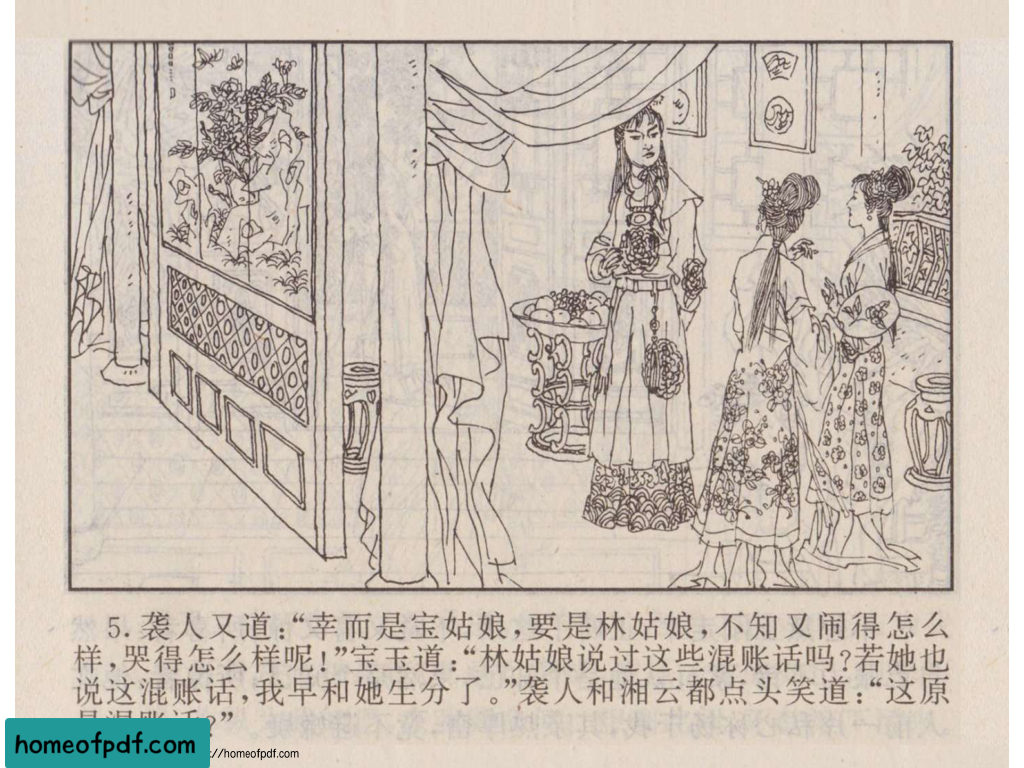 5. 袭人又道：“幸而是宝姑娘，要是林姑娘，不知又闹得怎么
样，哭得怎么样呢！”宝玉道：“林姑娘说过这些混账话吗？若她也
说这混账话，我早和她生分了。”袭人和湘云都点头笑道：“这原
是混账话？”
homeofpdf.com
://homeofpdf.com